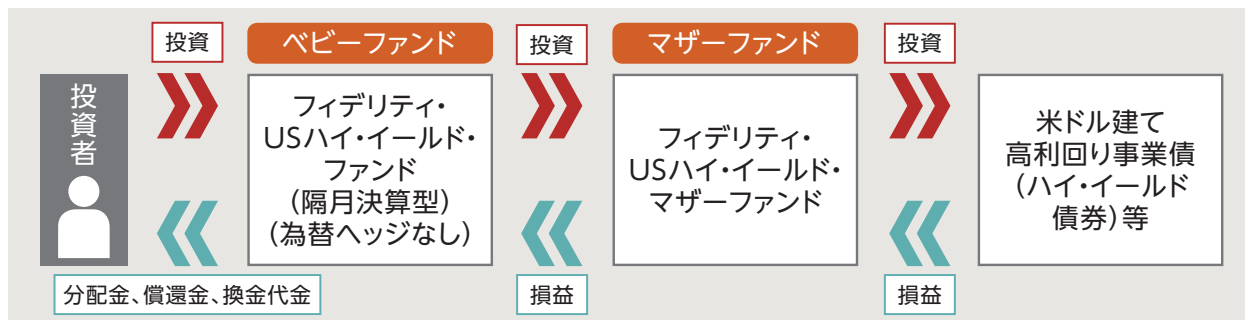 投資
ベビーファンド
投資
マザーファンド
投資
投資者
フィデリティ・
USハイ・イールド・
ファンド
(隔月決算型)
(為替ヘッジなし)
フィデリティ・
USハイ・イールド・
マザーファンド
米ドル建て
高利回り事業債
(ハイ・イールド
債券)等
分配金、償還金、換金代金
損益
損益